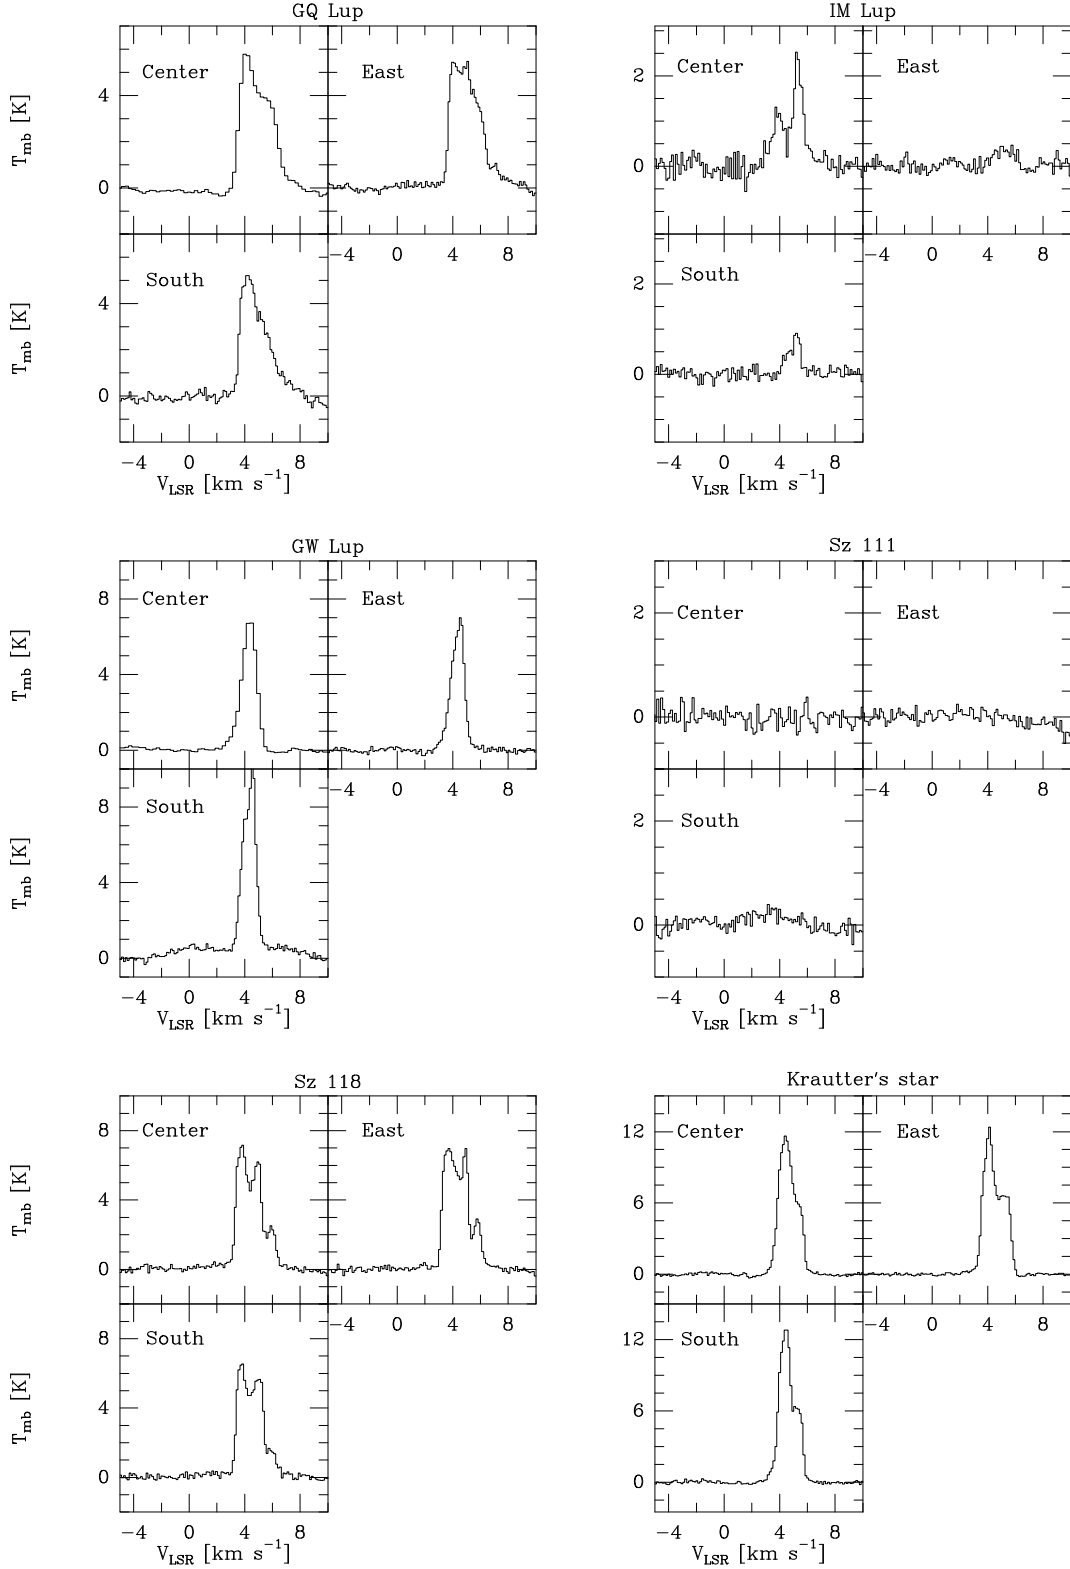 GQ Lup
IM Lup
Center
East
Center
East
T_mb [K]
4
0
2
0
−4 0 4 8
−4 0 4 8
South
South
T_mb [K]
4
0
2
0
−4 0 4 8
−4 0 4 8
V_LSR [km s^−1]
V_LSR [km s^−1]
GW Lup
Sz 111
Center
East
Center
East
T_mb [K]
8
4
0
2
0
−4 0 4 8
−4 0 4 8
South
South
T_mb [K]
8
4
0
2
0
−4 0 4 8
−4 0 4 8
V_LSR [km s^−1]
V_LSR [km s^−1]
Sz 118
Krautter's star
Center
East
Center
East
T_mb [K]
8
4
0
12
6
0
−4 0 4 8
−4 0 4 8
South
South
T_mb [K]
8
4
0
12
6
0
−4 0 4 8
−4 0 4 8
V_LSR [km s^−1]
V_LSR [km s^−1]